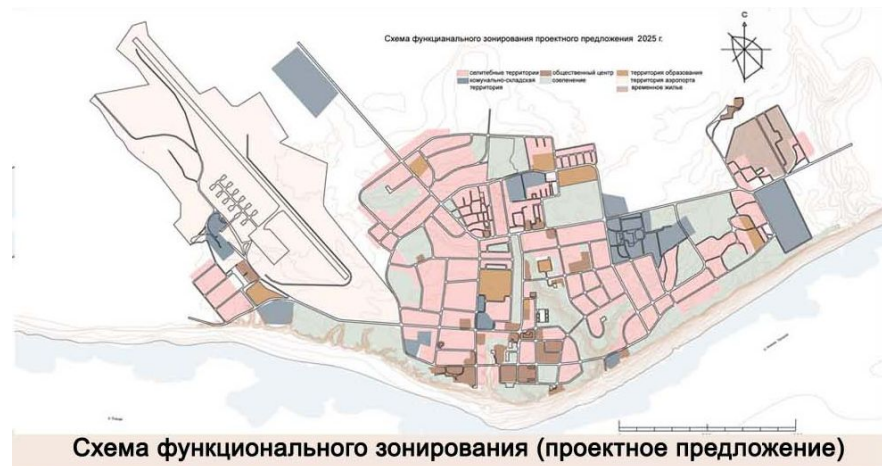 Схема функцианального зонирования проектного предложения 2025 г.
С
селитебные территории
комунально-складская
территория
общественный центр
озеленение
территория образования
территория аэропорта
временное жилье
Схема функционального зонирования (проектное предложение)